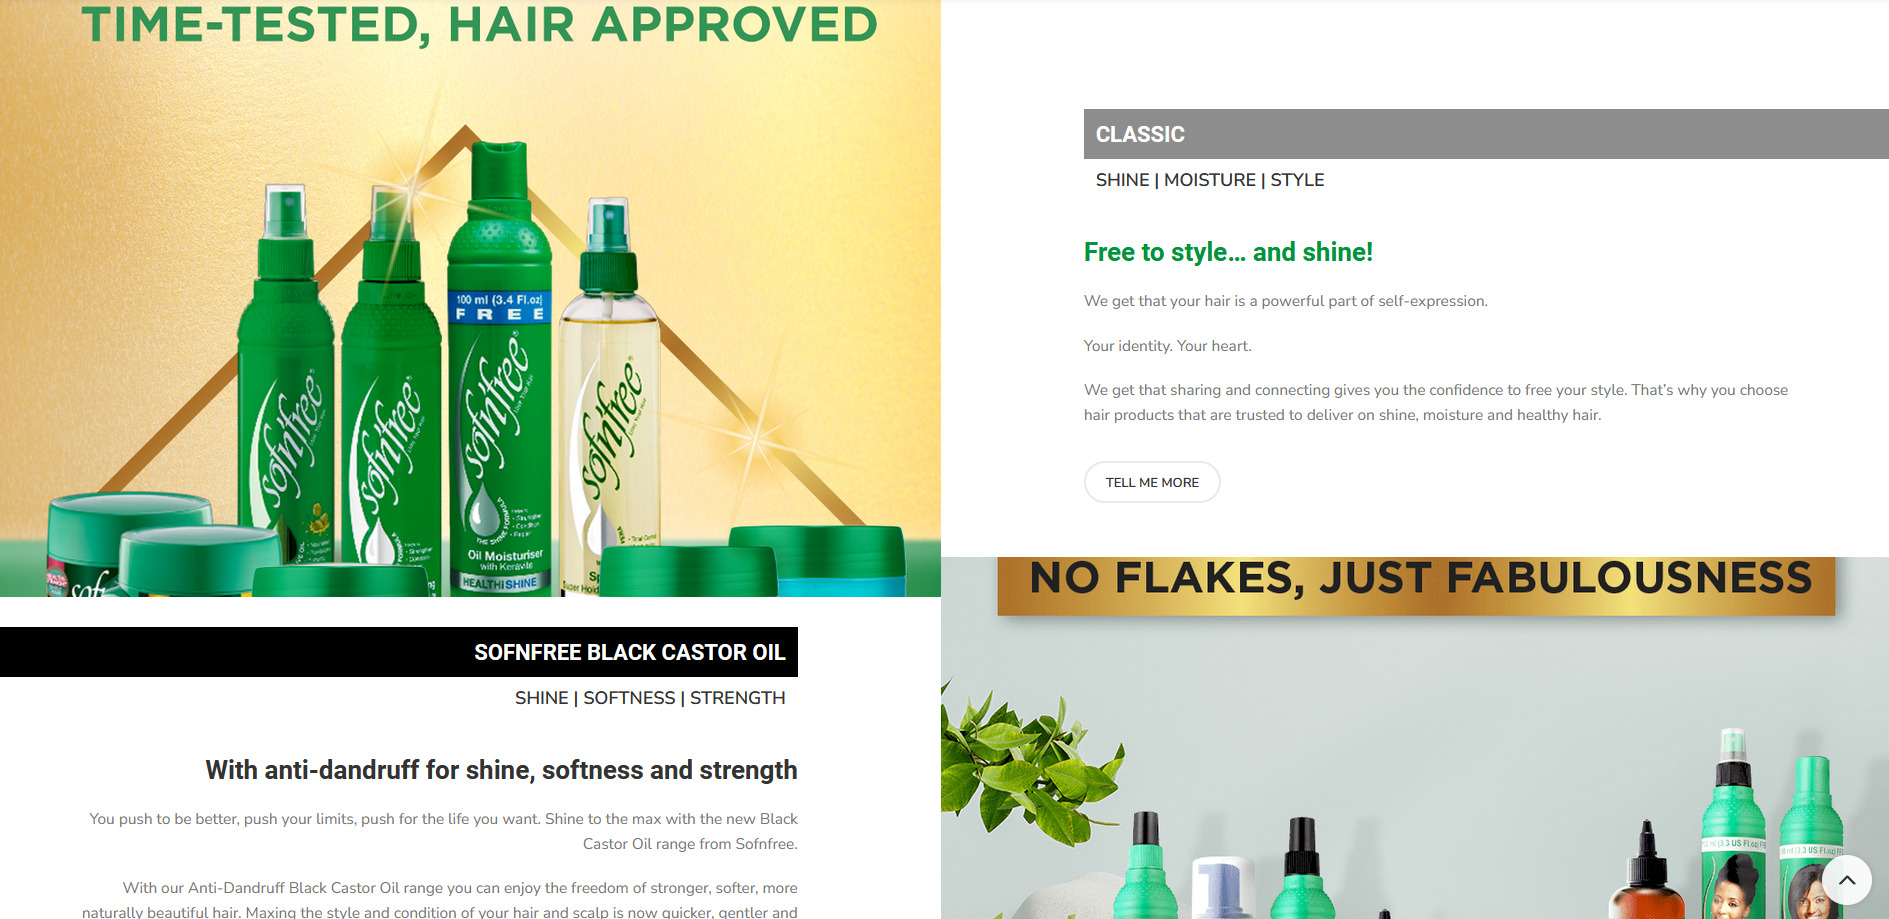 TIME-TESTED, HAIR APPROVED
100 ml (3.4 Fl.oz)
FREE
Sofnfree
Sofnfree
Sofnfree
Sofnfree
THE SHINE FORMULA
Oil Moisturiser
with Keravite
HEALTHISHINE
CLASSIC
SHINE | MOISTURE | STYLE
Free to style... and shine!
We get that your hair is a powerful part of self-expression.
Your identity. Your heart.
We get that sharing and connecting gives you the confidence to free your style. That's why you choose
hair products that are trusted to deliver on shine, moisture and healthy hair.
TELL ME MORE
SOFNFREE BLACK CASTOR OIL
SHINE | SOFTNESS | STRENGTH
With anti-dandruff for shine, softness and strength
You push to be better, push your limits, push for the life you want. Shine to the max with the new Black
Castor Oil range from Sofnfree.
With our Anti-Dandruff Black Castor Oil range you can enjoy the freedom of stronger, softer, more
naturally beautiful hair. Maxing the style and condition of your hair and scalp is now quicker, gentler and
NO FLAKES, JUST FABULOUSNESS